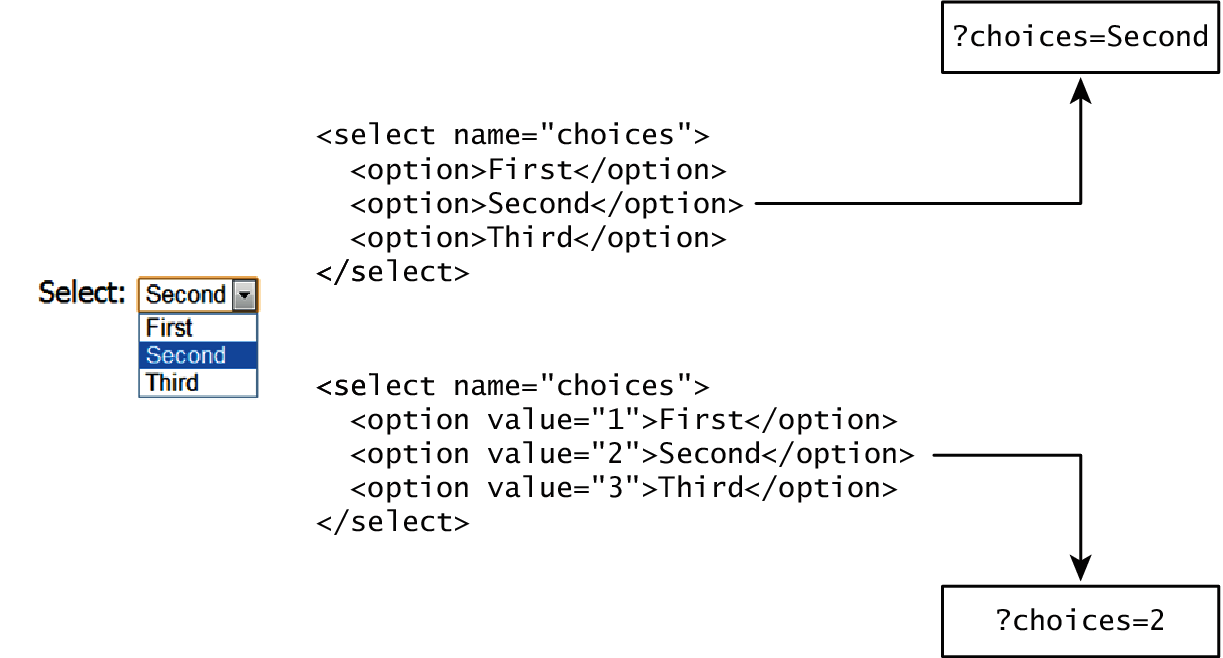 ?choices=Second
<select name="choices">
<option>First</option>
<option>Second</option>
<option>Third</option>
</select>
Select: Second
First
Second
Third
<select name="choices">
<option value="1">First</option>
<option value="2">Second</option>
<option value="3">Third</option>
</select>
?choices=2